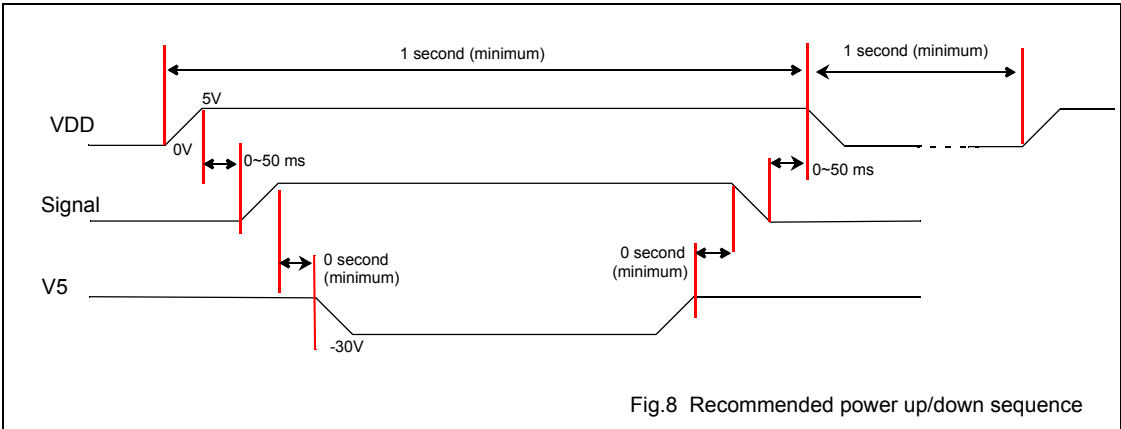 1 second (minimum)
1 second (minimum)
5V
VDD
0V
0~50 ms
0~50 ms
Signal
0 second
(minimum)
0 second
(minimum)
V5
-30V
Fig.8 Recommended power up/down sequence